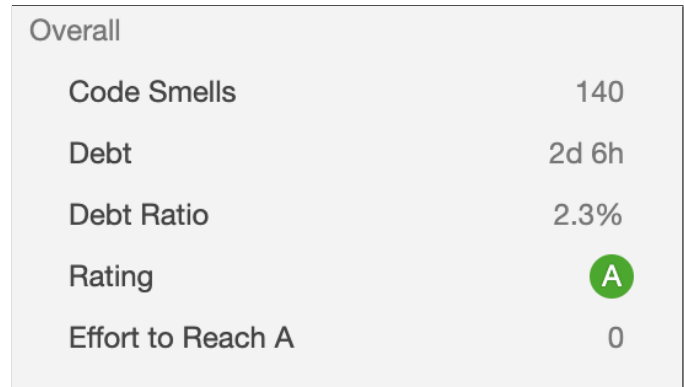 Overall
Code Smells 140
Debt 2d 6h
Debt Ratio 2.3%
Rating A
Effort to Reach A 0